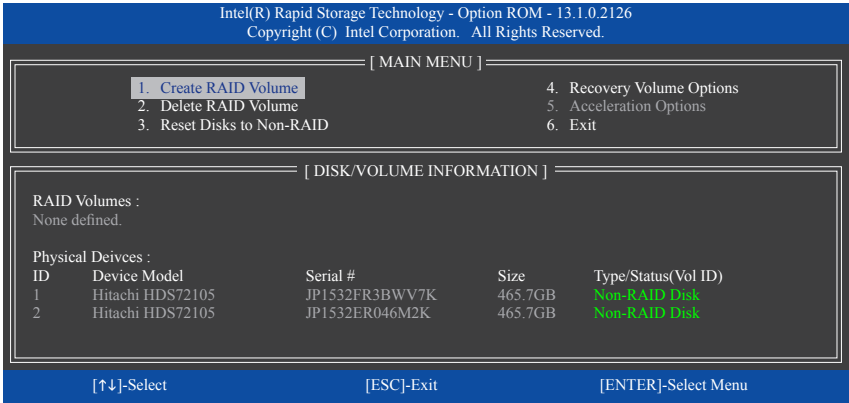 Intel(R) Rapid Storage Technology - Option ROM - 13.1.0.2126
Copyright (C) Intel Corporation. All Rights Reserved.
[ MAIN MENU ]
1. Create RAID Volume 4. Recovery Volume Options
2. Delete RAID Volume 5. Acceleration Options
3. Reset Disks to Non-RAID 6. Exit
[ DISK/VOLUME INFORMATION ]
RAID Volumes :
None defined.
Physical Deivces :
ID Device Model Serial # Size Type/Status(Vol ID)
1 Hitachi HDS72105 JP1532FR3BWV7K 465.7GB Non-RAID Disk
2 Hitachi HDS72105 JP1532ER046M2K 465.7GB Non-RAID Disk
[↑↓]-Select [ESC]-Exit [ENTER]-Select Menu